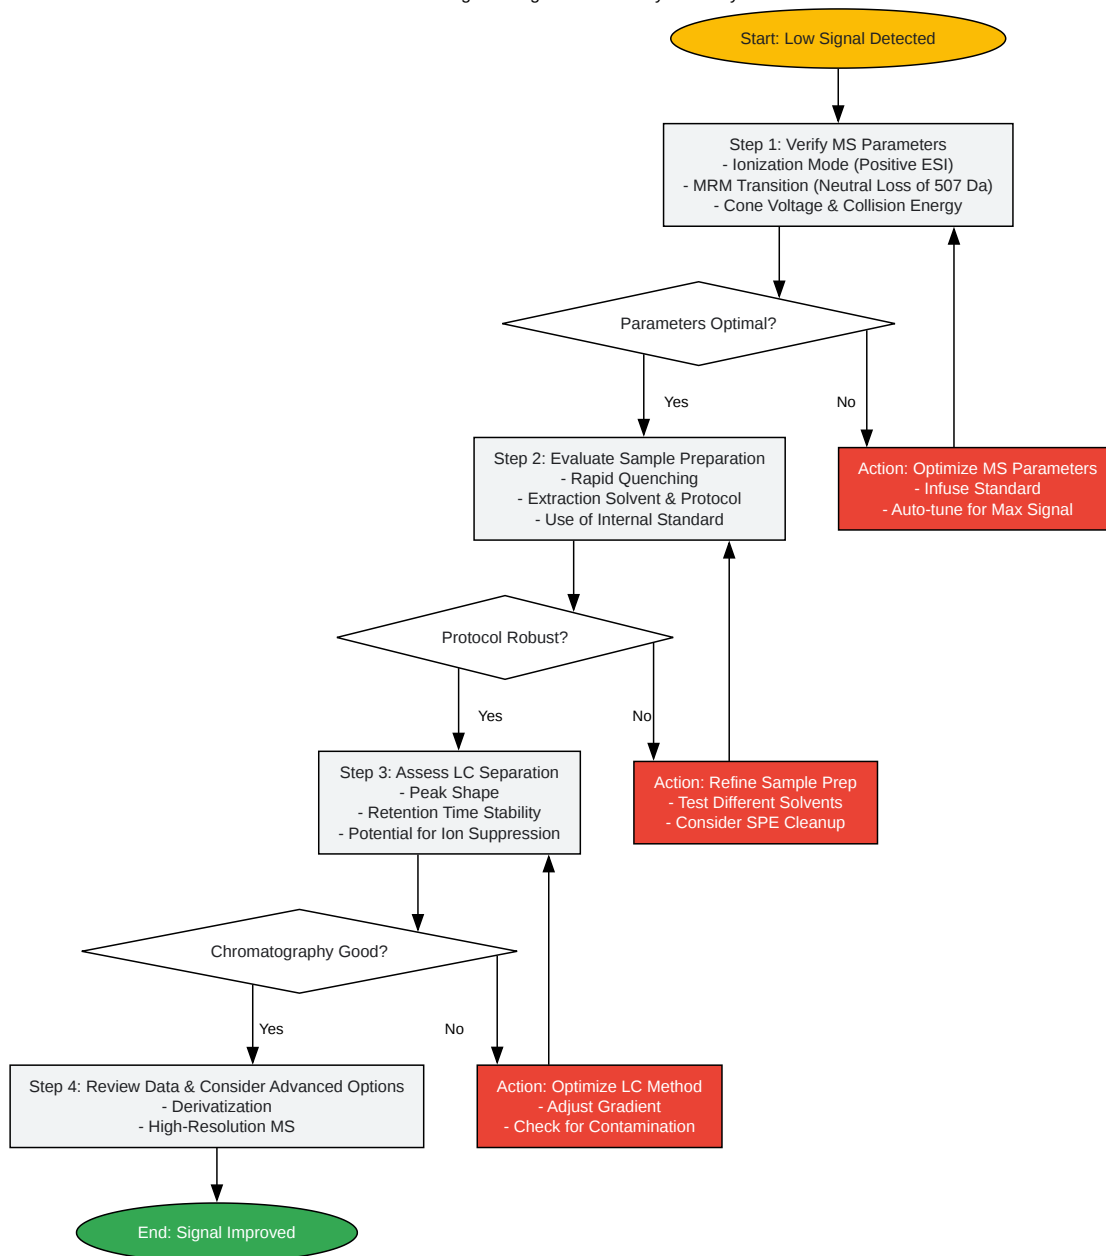 Start: Low Signal Detected
Step 1: Verify MS Parameters
- Ionization Mode (Positive ESI)
- MRM Transition (Neutral Loss of 507 Da)
- Cone Voltage & Collision Energy
Parameters Optimal?
Yes
No
Step 2: Evaluate Sample Preparation
- Rapid Quenching
- Extraction Solvent & Protocol
- Use of Internal Standard
Action: Optimize MS Parameters
- Infuse Standard
- Auto-tune for Max Signal
Protocol Robust?
Yes
No
Step 3: Assess LC Separation
- Peak Shape
- Retention Time Stability
- Potential for Ion Suppression
Action: Refine Sample Prep
- Test Different Solvents
- Consider SPE Cleanup
Chromatography Good?
Yes
No
Step 4: Review Data & Consider Advanced Options
- Derivatization
- High-Resolution MS
Action: Optimize LC Method
- Adjust Gradient
- Check for Contamination
End: Signal Improved